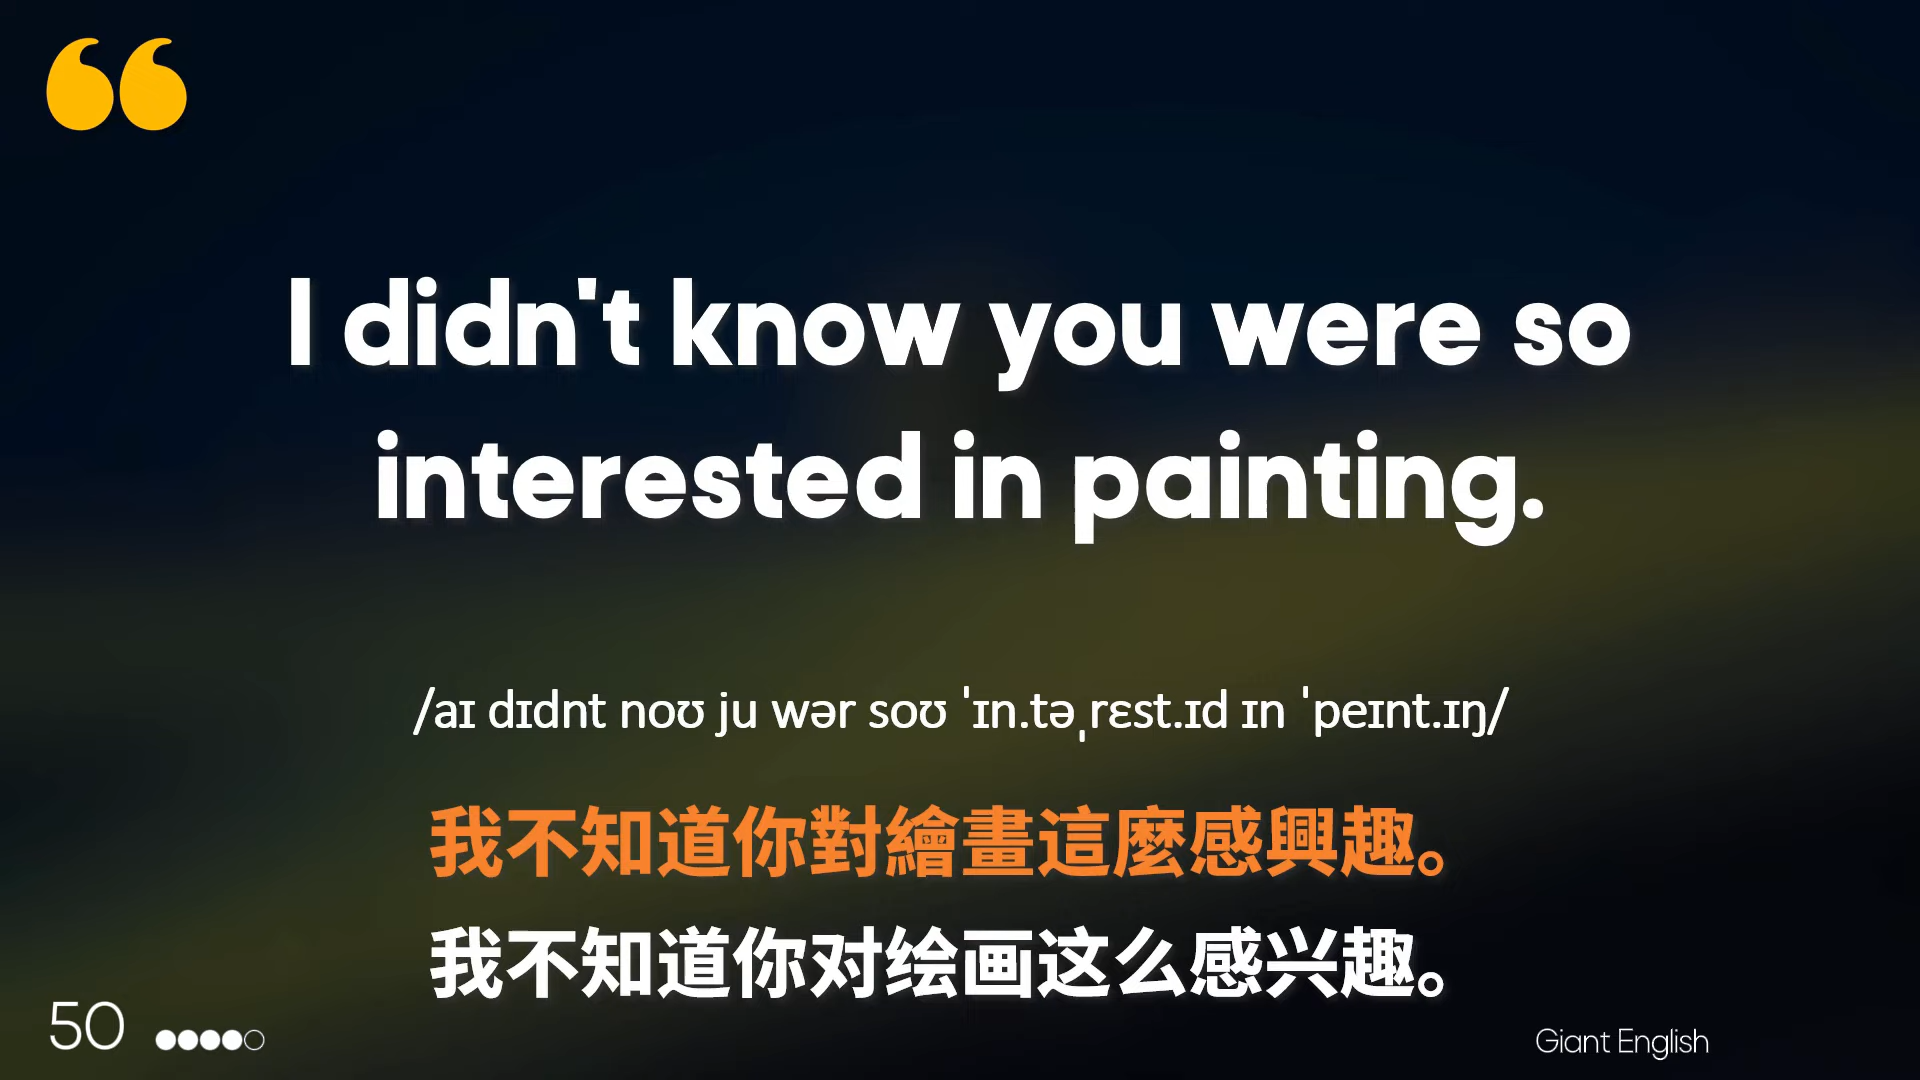 I didn't know you were so
interested in painting.
/aɪ dɪdnt noʊ ju wər soʊ ˈɪn.təˌrɛst.ɪd ɪn ˈpeɪnt.ɪŋ/
我不知道你對繪畫這麼感興趣。
我不知道你对绘画这么感兴趣。
50
Giant English